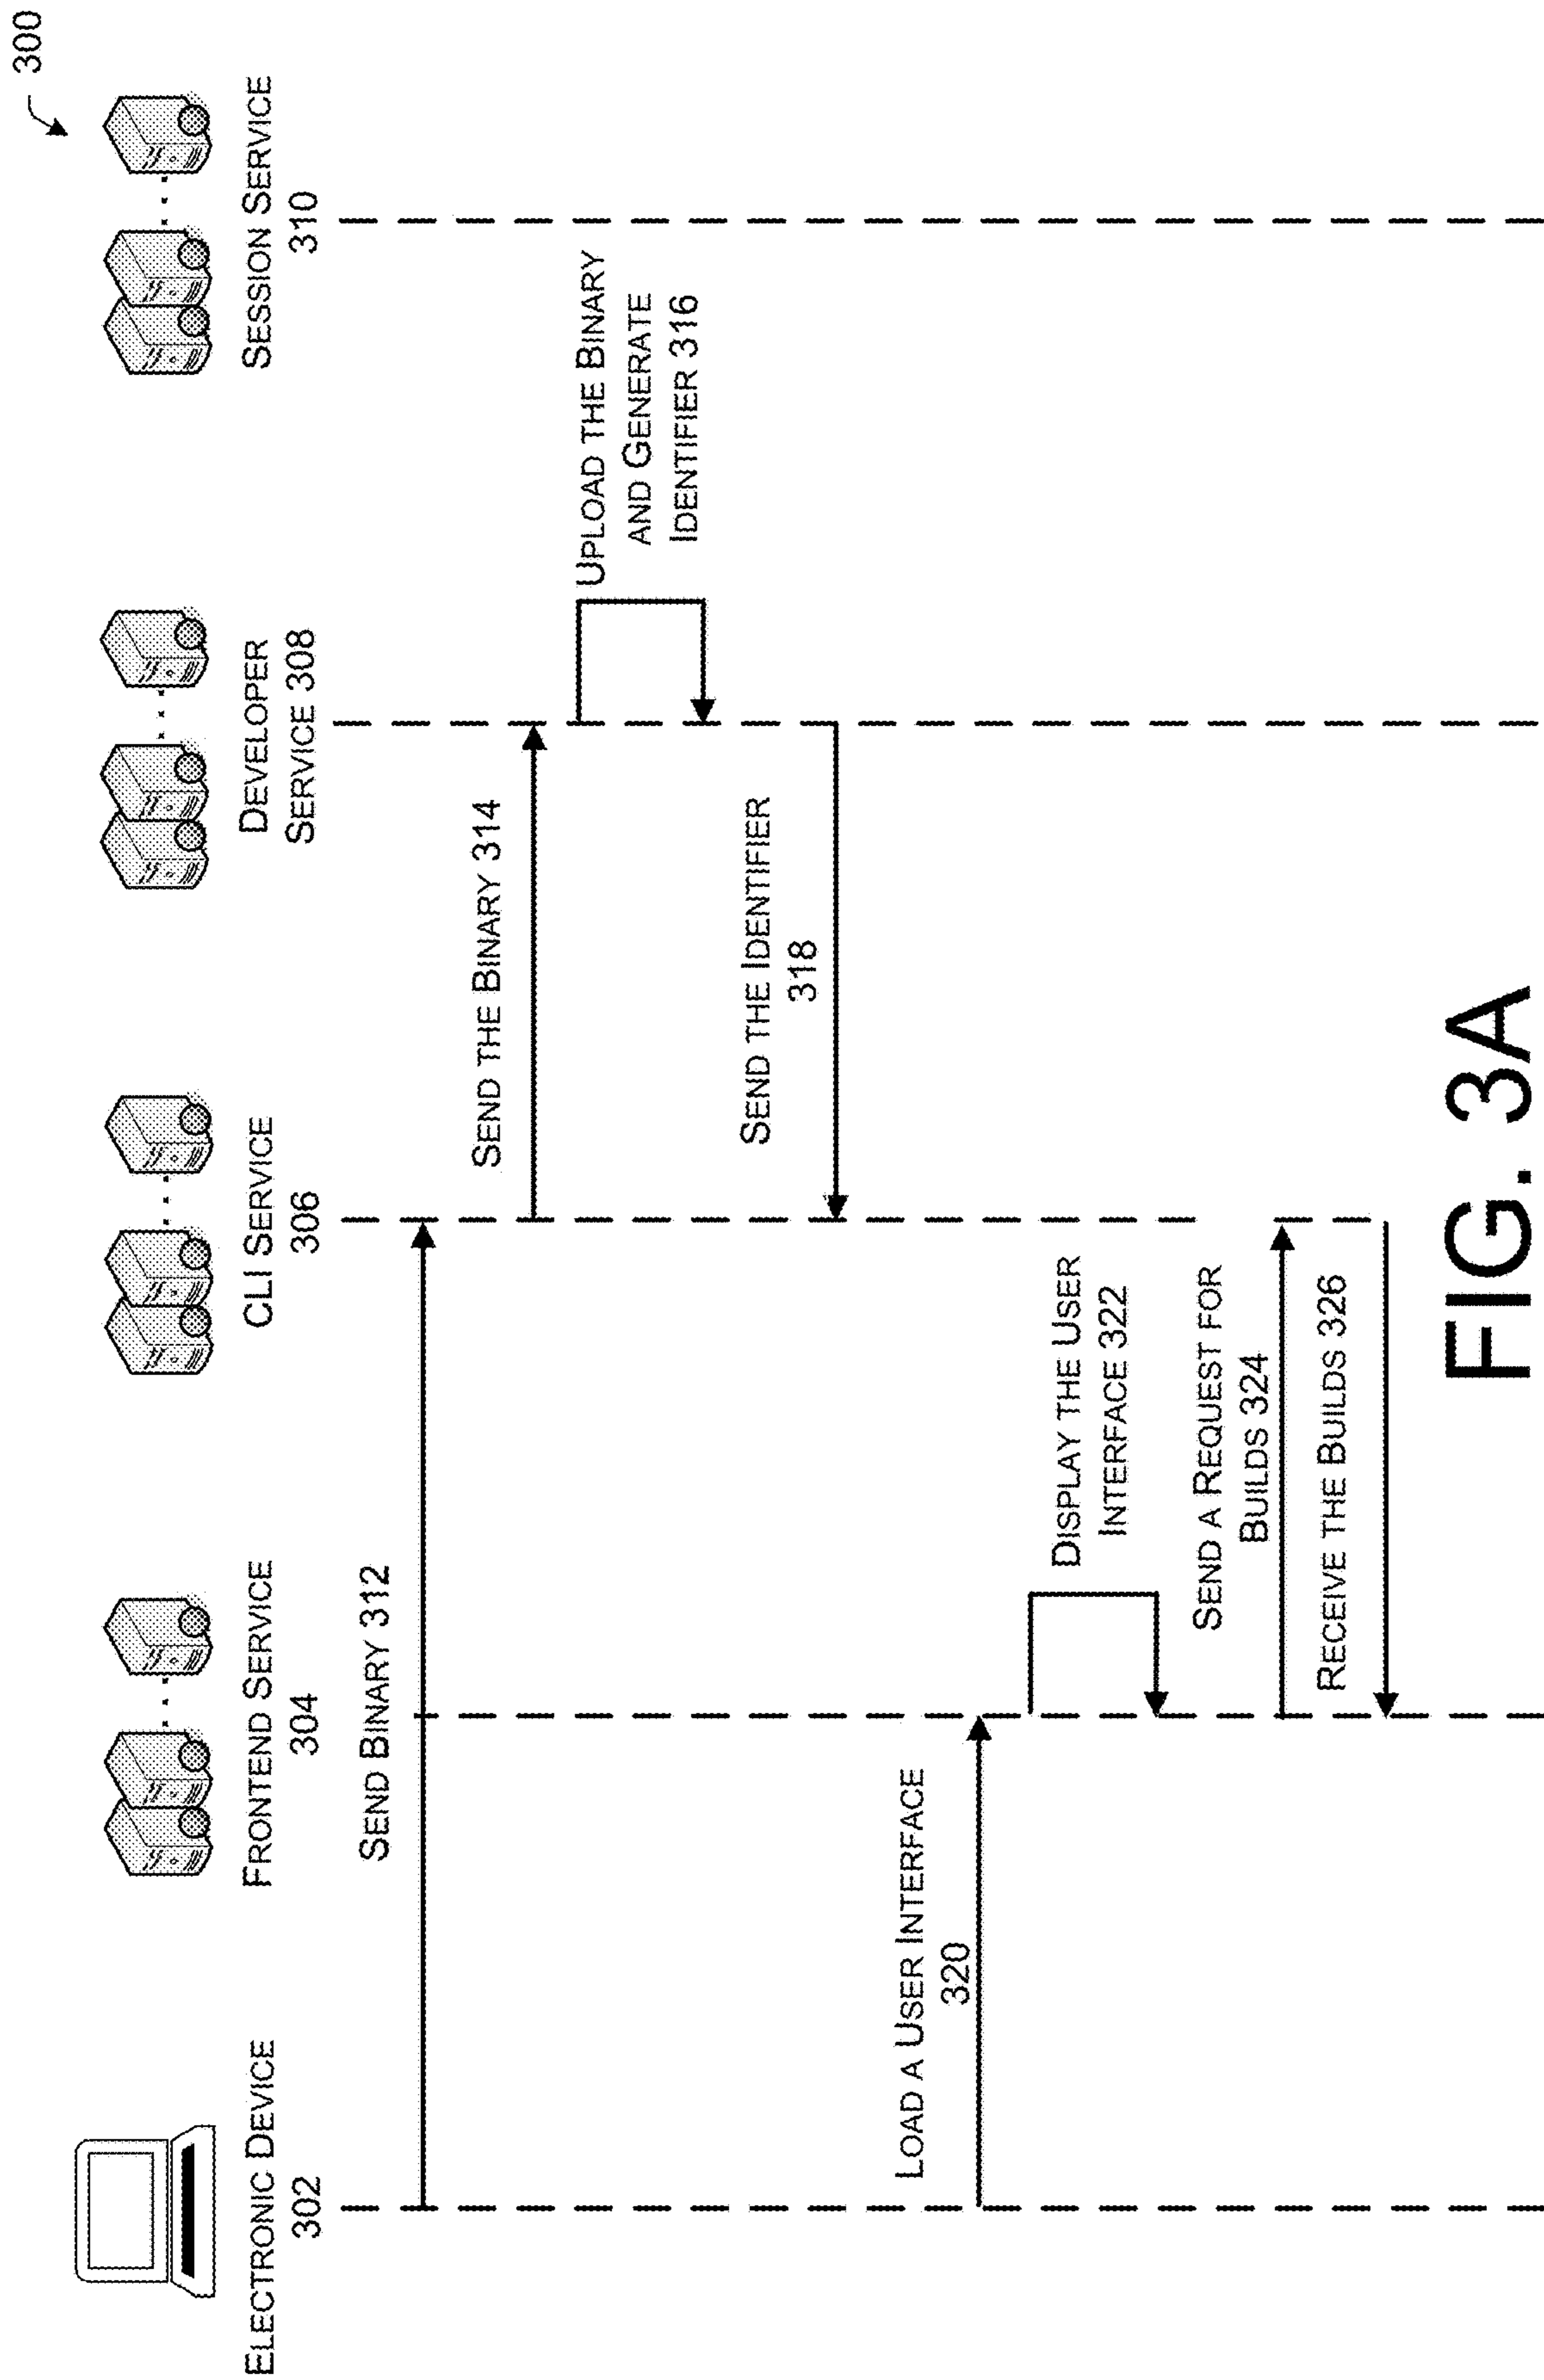 300
ELECTRONIC DEVICE
302
FRONTEND SERVICE
304
CLI SERVICE
306
DEVELOPER
SERVICE 308
SESSION SERVICE
310
SEND BINARY 312
SEND THE BINARY 314
UPLOAD THE BINARY
AND GENERATE
IDENTIFIER 316
SEND THE IDENTIFIER
318
LOAD A USER INTERFACE
320
DISPLAY THE USER
INTERFACE 322
SEND A REQUEST FOR
BUILDS 324
RECEIVE THE BUILDS 326
FIG. 3A